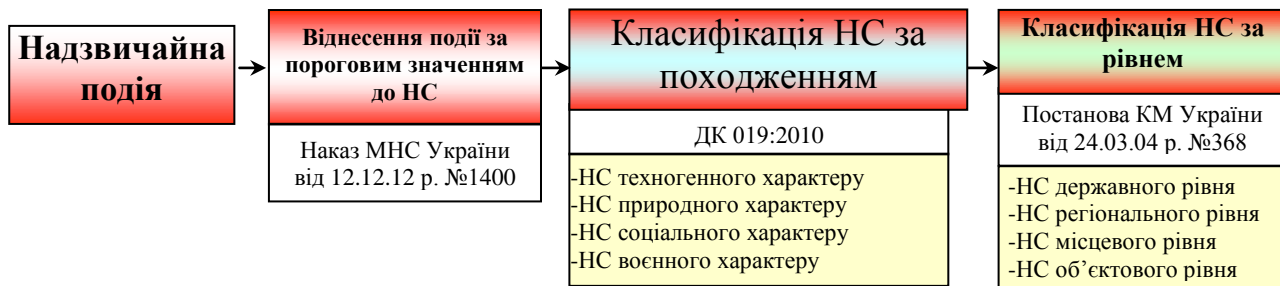 Надзвичайна
подія
Віднесення події за
пороговим значенням
до НС
Наказ МНС України
від 12.12.12 р. №1400
Класифікація НС за
походженням
ДК 019:2010
-НС техногенного характеру
-НС природного характеру
-НС соціального характеру
-НС воєнного характеру
Класифікація НС за
рівнем
Постанова КМ України
від 24.03.04 р. №368
-НС державного рівня
-НС регіонального рівня
-НС місцевого рівня
-НС об’єктового рівня